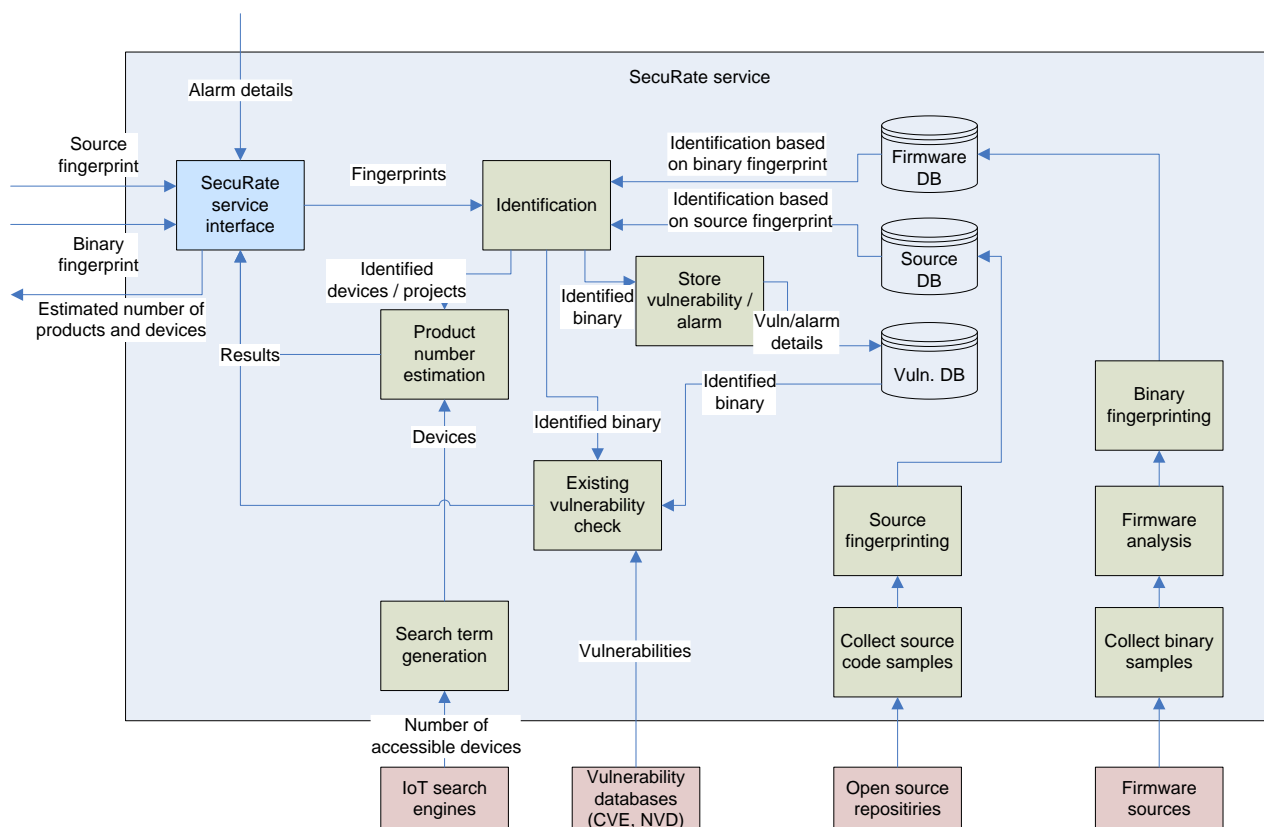 SecuRate service
Alarm details
Source
fingerprint
Binary
fingerprint
Estimated number of
products and devices
SecuRate
service
interface
Fingerprints
Identification
Identification based
on binary fingerprint
Firmware
DB
Identification based
on source fingerprint
Source
DB
Identified
devices / projects
Identified
binary
Store
vulnerability /
alarm
Vuln/alarm
details
Vuln. DB
Results
Product
number
estimation
Identified
binary
Binary
fingerprinting
Devices
Identified binary
Existing
vulnerability
check
Source
fingerprinting
Firmware
analysis
Search term
generation
Vulnerabilities
Collect source
code samples
Collect binary
samples
Number of
accessible devices
IoT search
engines
Vulnerability
databases
(CVE, NVD)
Open source
repositiries
Firmware
sources